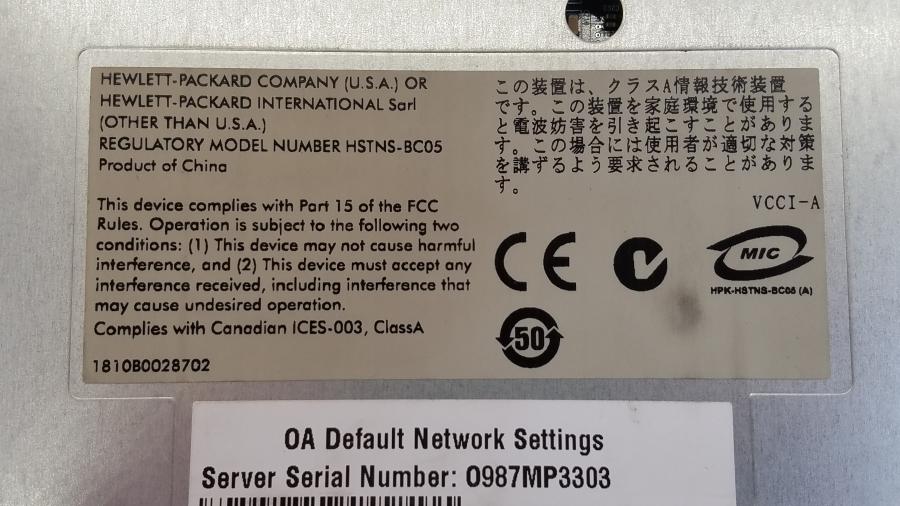 HEWLETT-PACKARD COMPANY (U.S.A.) OR
HEWLETT-PACKARD INTERNATIONAL Sarl
(OTHER THAN U.S.A.)
REGULATORY MODEL NUMBER HSTNS-BC05
Product of China
This device complies with Part 15 of the FCC
Rules. Operation is subject to the following two
conditions: (1) This device may not cause harmful
interference, and (2) This device must accept any
interference received, including interference that
may cause undesired operation.
Complies with Canadian ICES-003, ClassA
1810B0028702
この装置は、クラスA情報技術装置
です。この装置を家庭環境で使用する
と電波妨害を引き起こすことがありま
す。この場合には使用者が適切な対策
を講ずるよう要求されることがありま
す。
VCCI-A
CE
MIC
HPK-HSTNS-BC05 (A)
50
OA Default Network Settings
Server Serial Number: O987MP3303